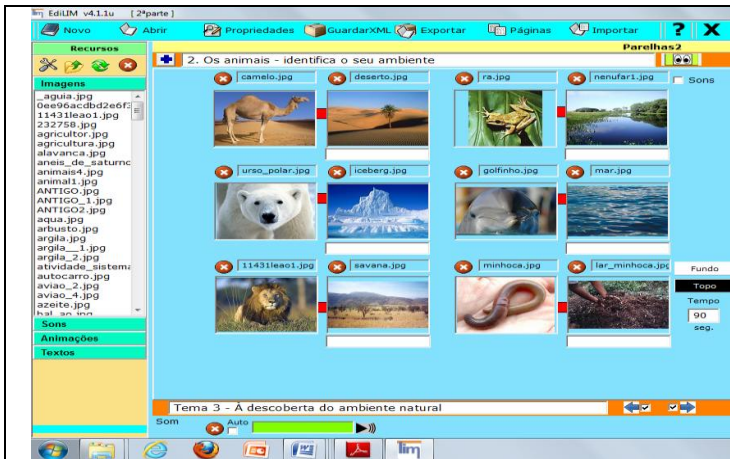 EdiLIM v4.1.1u [ 2ªparte ]
Novo Abrir Propriedades GuardarXML Exportar Páginas Importar ? X
Recursos
Parelhas2
2. Os animais - identifica o seu ambiente
Imagens
camelo.jpg deserto.jpg ra.jpg nenufar1.jpg Sons
_aguia.jpg
11431leao1.jpg
232758.jpg
agricultor.jpg
agricultura.jpg
alavanca.jpg
aneis_de_saturno
animais4.jpg
animal1.jpg
ANTIGO.jpg
ANTIGO_1.jpg
ANTIGO2.jpg
aqua.jpg
arbusto.jpg
argila.jpg
argila__1.jpg
argila_2.jpg
atividade_sistema
autocarro.jpg
aviao_2.jpg
aviao_4.jpg
azeite.jpg
urso_polar.jpg iceberg.jpg golfinho.jpg mar.jpg
11431leao1.jpg savana.jpg minhoca.jpg lar_minhoca.jpg
Fundo
Topo
Tempo
90
seg.
Sons
Animações
Textos
Tema 3 - À descoberta do ambiente natural
Som Auto
W
lim